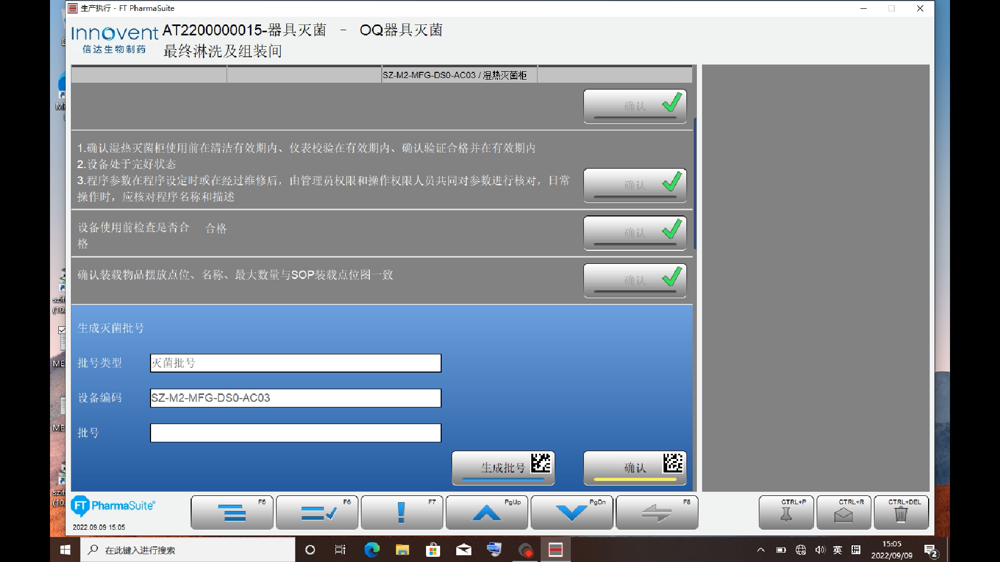 生产执行 - FT PharmaSuite
Innovent
信达生物制药
AT2200000015-器具灭菌 - OQ器具灭菌
最终淋洗及组装间
SZ-M2-MFG-DS0-AC03 / 湿热灭菌柜
确认
1.确认湿热灭菌柜使用前在清洁有效期内、仪表校验在有效期内、确认验证合格并在有效期内
2.设备处于完好状态
3.程序参数在程序设定时或在经过维修后，由管理员权限和操作权限人员共同对参数进行核对，日常
操作时，应核对程序名称和描述
确认
设备使用前检查是否合
格
合格
确认
确认装载物品摆放点位、名称、最大数量与SOP装载点位图一致
确认
生成灭菌批号
批号类型 灭菌批号
设备编码 SZ-M2-MFG-DS0-AC03
批号
生成批号
确认
FT PharmaSuite®
2022.09.09 15:05
F5
F6
F7
PgUp
PgDn
F8
CTRL+P
CTRL+R
CTRL+DEL
szit
(10.
ME
ME
szit
(10.
在此键入进行搜索
英
拼
15:05
2022/09/09
2